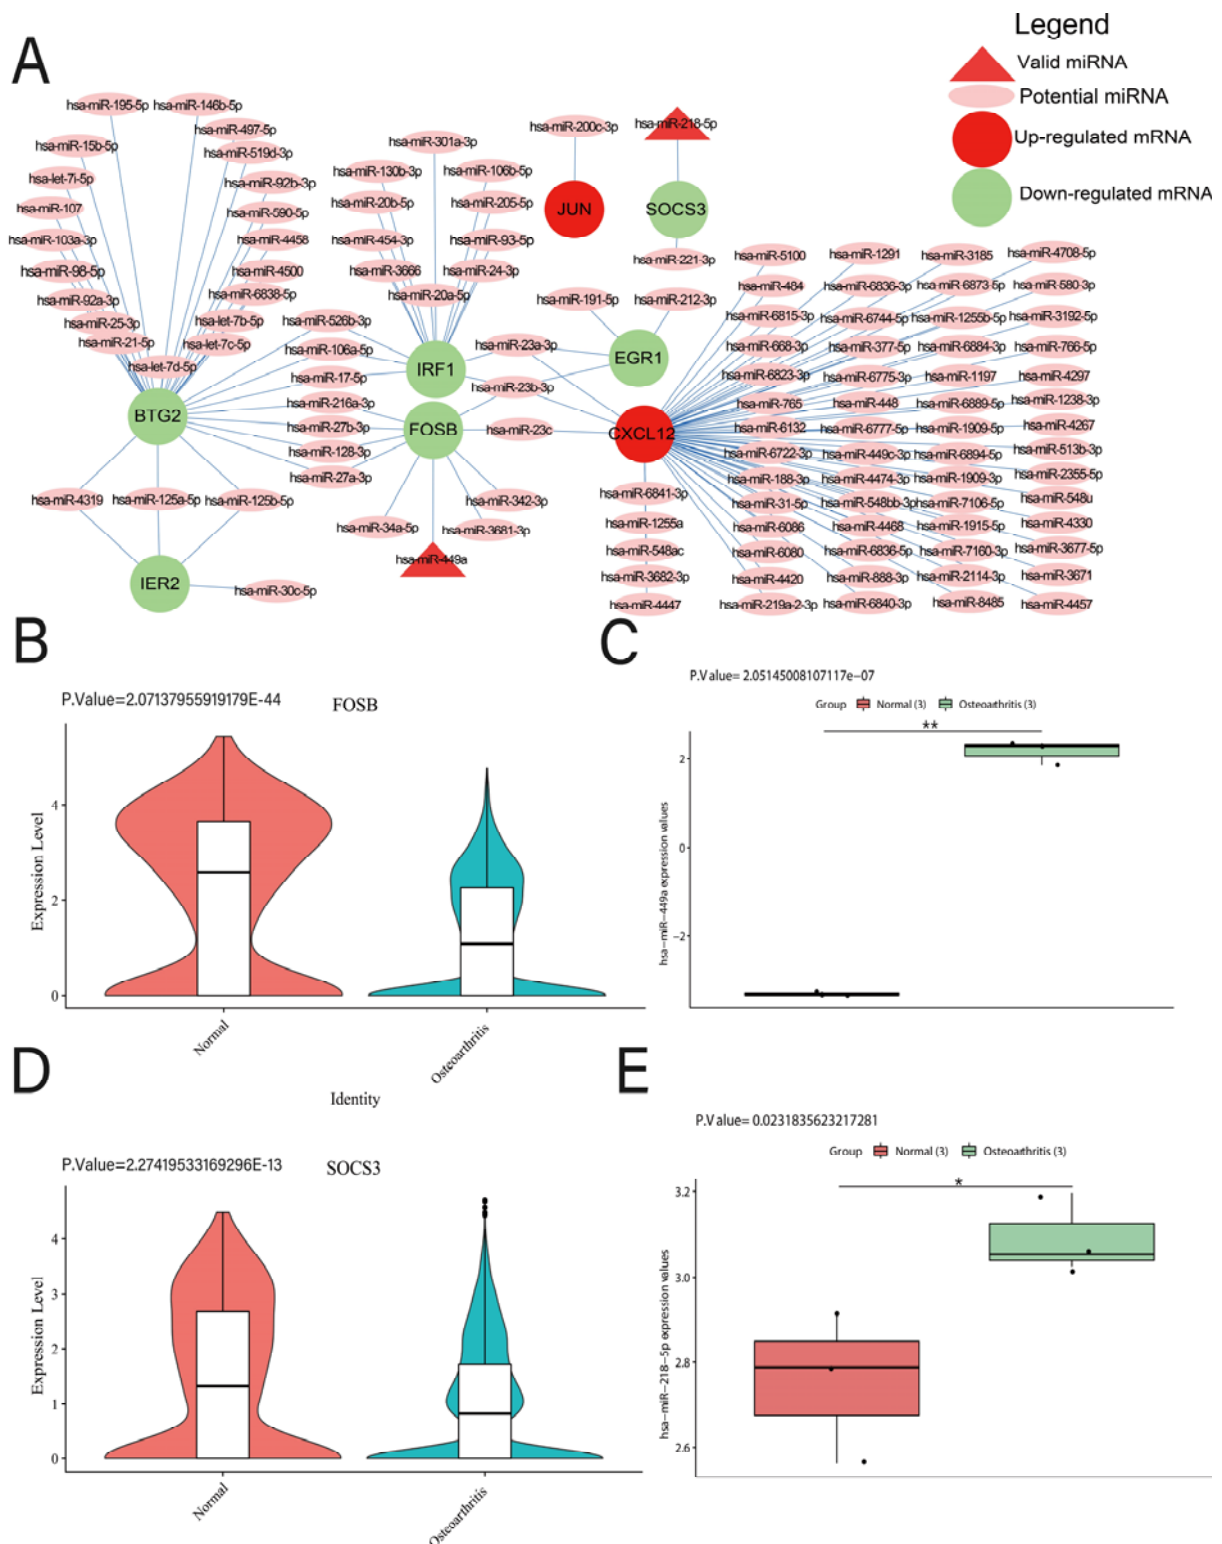 A
Legend
Valid miRNA
Potential miRNA
Up-regulated mRNA
Down-regulated mRNA
hsa-miR-195-5p
hsa-miR-146b-5p
hsa-miR-497-5p
hsa-miR-15b-5p
hsa-miR-519d-3p
hsa-let-7i-5p
hsa-miR-92b-3p
hsa-miR-107
hsa-miR-590-5p
hsa-miR-103a-3p
hsa-miR-4458
hsa-miR-98-5p
hsa-miR-4500
hsa-miR-92a-3p
hsa-miR-6838-5p
hsa-miR-25-3p
hsa-let-7b-5p
hsa-miR-21-5p
hsa-let-7c-5p
hsa-let-7d-5p
BTG2
hsa-miR-4319
hsa-miR-125a-5p
hsa-miR-125b-5p
IER2
hsa-miR-30c-5p
hsa-miR-301a-3p
hsa-miR-130b-3p
hsa-miR-106b-5p
hsa-miR-20b-5p
hsa-miR-205-5p
hsa-miR-454-3p
hsa-miR-93-5p
hsa-miR-3666
hsa-miR-24-3p
hsa-miR-20a-5p
hsa-miR-526b-3p
hsa-miR-106a-5p
hsa-miR-17-5p
hsa-miR-216a-3p
hsa-miR-27b-3p
hsa-miR-128-3p
hsa-miR-27a-3p
IRF1
FOSB
hsa-miR-23a-3p
hsa-miR-23b-3p
hsa-miR-23c
hsa-miR-342-3p
hsa-miR-34a-5p
hsa-miR-3681-3p
hsa-miR-449a
hsa-miR-200c-3p
JUN
hsa-miR-218-5p
SOCS3
hsa-miR-221-3p
hsa-miR-191-5p
hsa-miR-212-3p
EGR1
CXCL12
hsa-miR-6841-3p
hsa-miR-1255a
hsa-miR-548ac
hsa-miR-3682-3p
hsa-miR-4447
hsa-miR-5100
hsa-miR-484
hsa-miR-6815-3p
hsa-miR-668-3p
hsa-miR-6823-3p
hsa-miR-765
hsa-miR-6132
hsa-miR-6722-3p
hsa-miR-188-3p
hsa-miR-31-5p
hsa-miR-6086
hsa-miR-6080
hsa-miR-4420
hsa-miR-219a-2-3p
hsa-miR-1291
hsa-miR-6836-3p
hsa-miR-6744-5p
hsa-miR-377-5p
hsa-miR-6775-3p
hsa-miR-448
hsa-miR-6777-5p
hsa-miR-449c-3p
hsa-miR-4474-3p
hsa-miR-548bb-3p
hsa-miR-4468
hsa-miR-6836-5p
hsa-miR-888-3p
hsa-miR-6840-3p
hsa-miR-3185
hsa-miR-6873-5p
hsa-miR-1255b-5p
hsa-miR-6884-3p
hsa-miR-1197
hsa-miR-6889-5p
hsa-miR-1909-5p
hsa-miR-6894-5p
hsa-miR-1909-3p
hsa-miR-7106-5p
hsa-miR-1915-5p
hsa-miR-7160-3p
hsa-miR-2114-3p
hsa-miR-8485
hsa-miR-4708-5p
hsa-miR-580-3p
hsa-miR-3192-5p
hsa-miR-766-5p
hsa-miR-4297
hsa-miR-1238-3p
hsa-miR-4267
hsa-miR-513b-3p
hsa-miR-2355-5p
hsa-miR-548u
hsa-miR-4330
hsa-miR-3677-5p
hsa-miR-3671
hsa-miR-4457
B
P.Value=2.07137955919179E-44
FOSB
Expression Level
4
2
0
Normal
Osteoarthritis
Identity
C
P.Value= 2.05145008107117e−07
Group Normal (3) Osteoarthritis (3)
**
hsa−miR−449a expression values
2
0
−2
D
P.Value=2.27419533169296E-13
SOCS3
Expression Level
4
3
2
1
0
Normal
Osteoarthritis
E
P.Value= 0.0231835623217281
Group Normal (3) Osteoarthritis (3)
*
hsa−miR−218−5p expression values
3.2
3.0
2.8
2.6